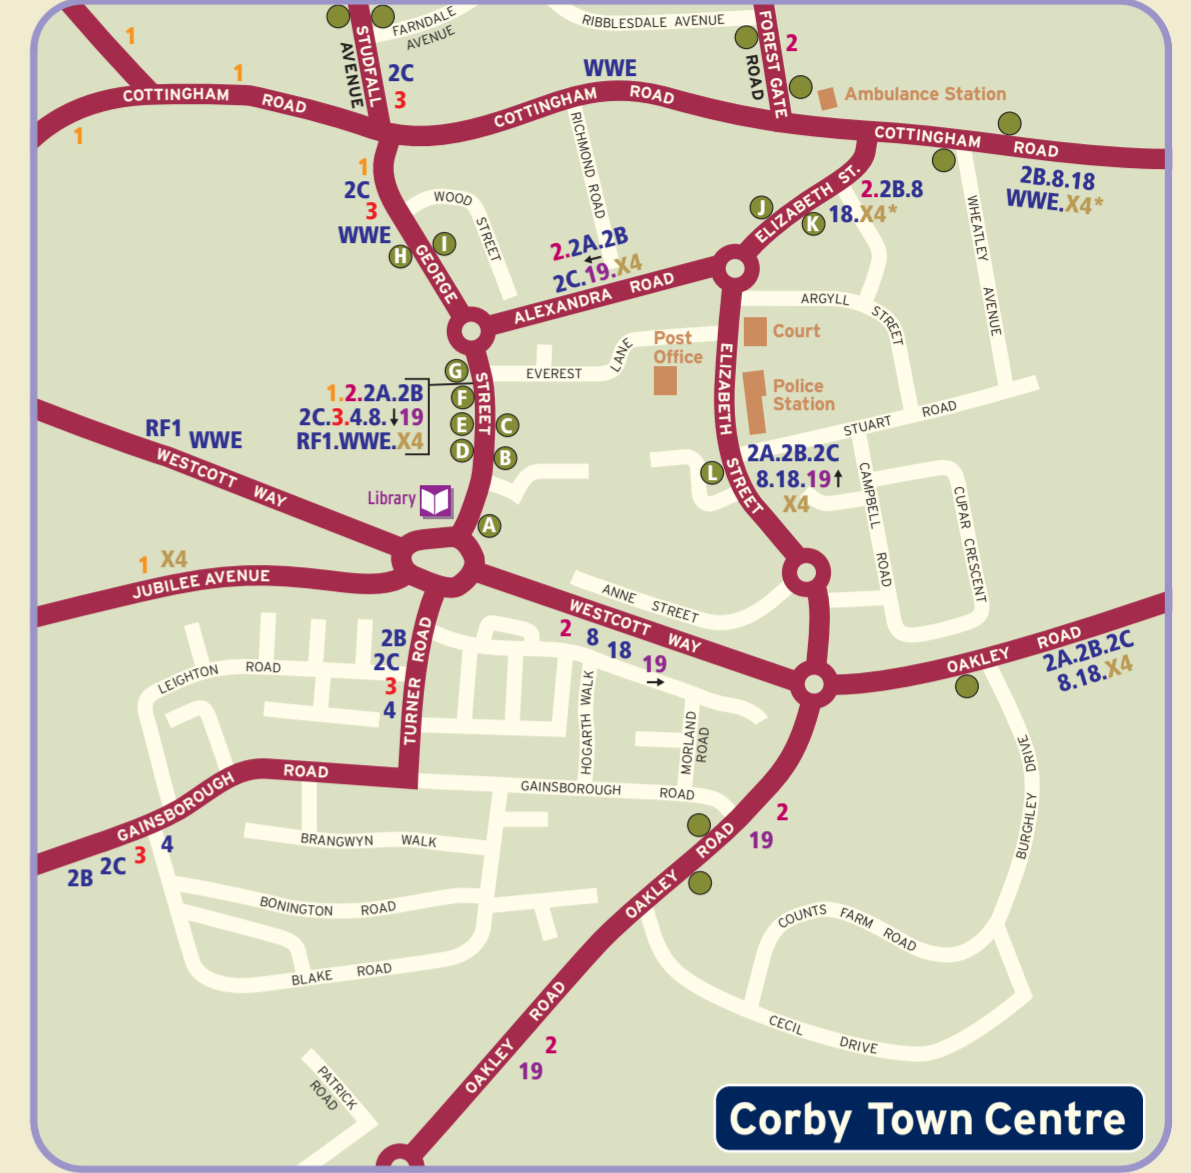 FARNDALE
AVENUE
RIBBLESDALE AVENUE
STUDFALL
AVENUE
FOREST GATE
ROAD
1
2
1
2C
3
WWE
COTTINGHAM ROAD
COTTINGHAM ROAD
Ambulance Station
COTTINGHAM ROAD
1
1
2C
3
WWE
WOOD
STREET
RICHMOND ROAD
ELIZABETH ST.
2.2B.8
18.X4*
2B.8.18
WWE.X4*
WHEATLEY AVENUE
J
K
H
I
GEORGE
STREET
2.2A.2B
←
2C.19.X4
ALEXANDRA ROAD
ARGYLL
STREET
Court
Post
Office
EVEREST LANE
ELIZABETH
STREET
Police
Station
G
F
E
D
C
B
1.2.2A.2B
2C.3.4.8.↓19
RF1.WWE.X4
RF1
WWE
WESTCOTT WAY
STUART ROAD
2A.2B.2C
8.18.19↑
X4
L
CAMPBELL
ROAD
CUPAR CRESCENT
Library
A
1
X4
JUBILEE AVENUE
ANNE STREET
WESTCOTT WAY
2
8
18
19
→
2B
2C
3
4
TURNER ROAD
LEIGHTON ROAD
OAKLEY ROAD
2A.2B.2C
8.18.X4
HOGARTH WALK
MORLAND
ROAD
BURGHLEY DRIVE
GAINSBOROUGH ROAD
GAINSBOROUGH ROAD
2B
2C
3
4
BRANGWYN WALK
2
19
OAKLEY ROAD
BONINGTON ROAD
BLAKE ROAD
COUNTS FARM ROAD
CECIL DRIVE
OAKLEY ROAD
2
19
PATRICK
ROAD
Corby Town Centre